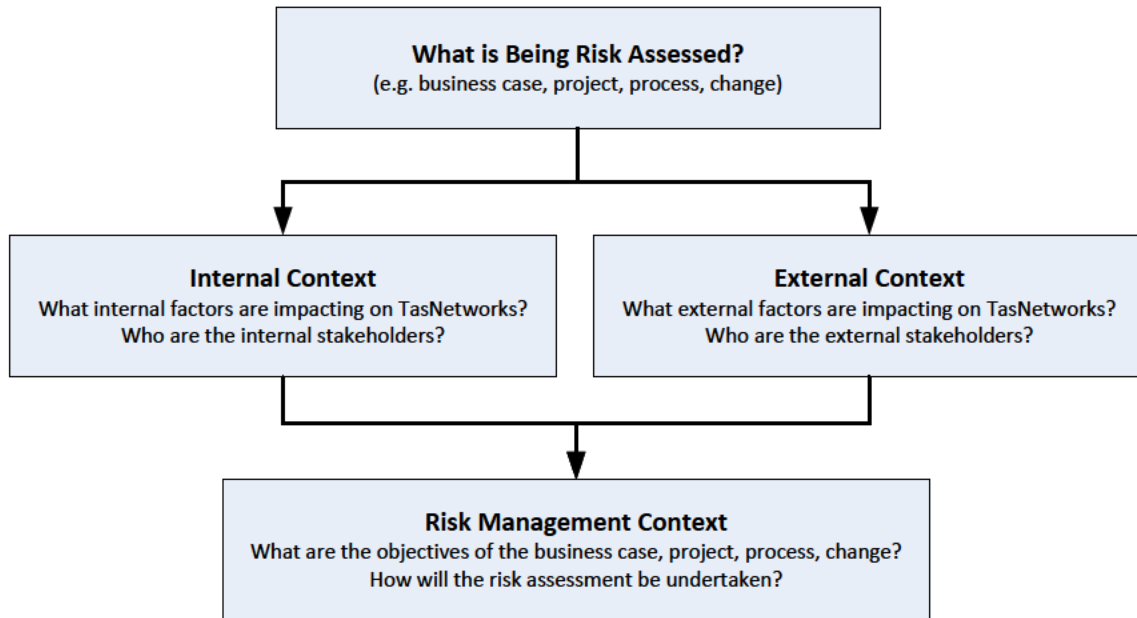 What is Being Risk Assessed?
(e.g. business case, project, process, change)
Internal Context
What internal factors are impacting on TasNetworks?
Who are the internal stakeholders?
External Context
What external factors are impacting on TasNetworks?
Who are the external stakeholders?
Risk Management Context
What are the objectives of the business case, project, process, change?
How will the risk assessment be undertaken?